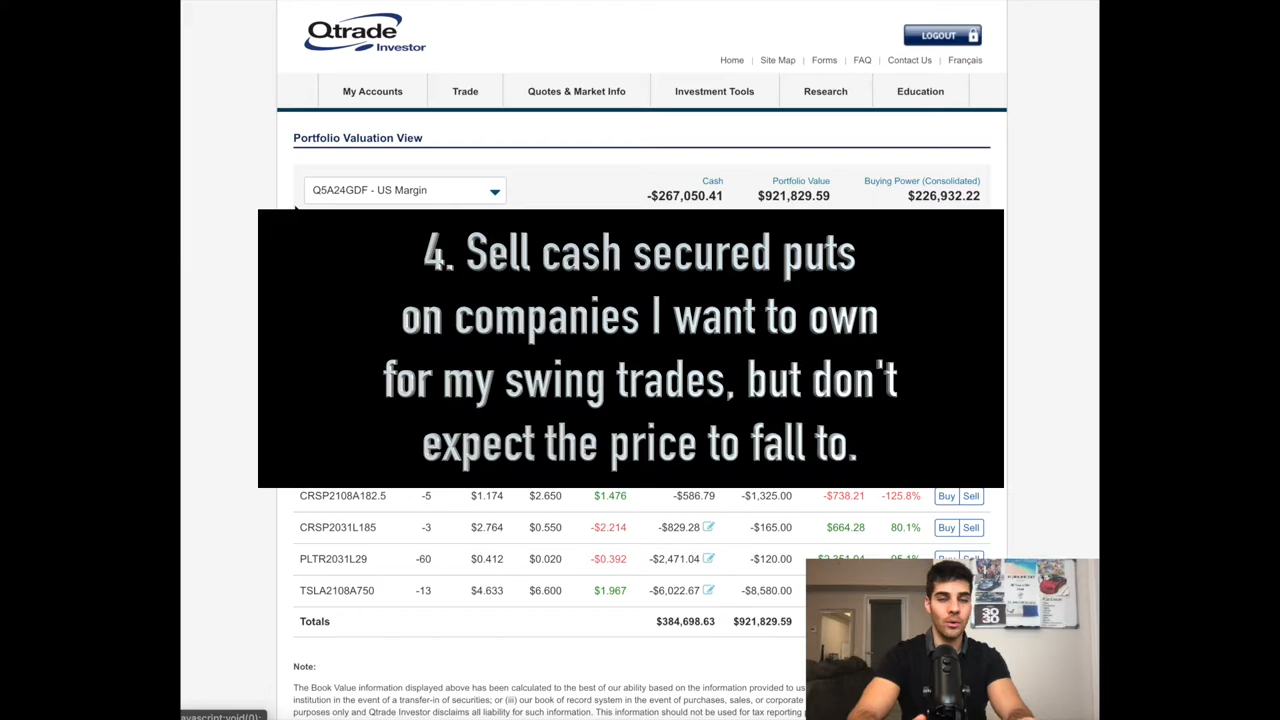 Qtrade
Investor
LOGOUT
Home | Site Map | Forms | FAQ | Contact Us | Français
My Accounts Trade Quotes & Market Info Investment Tools Research Education
Portfolio Valuation View
Q5A24GDF - US Margin
Cash Portfolio Value Buying Power (Consolidated)
-$267,050.41 $921,829.59 $226,932.22
4. Sell cash secured puts
on companies I want to own
for my swing trades, but don't
expect the price to fall to.
CRSP2108A182.5 -5 $1.174 $2.650 $1.476 -$586.79 -$1,325.00 -$738.21 -125.8% Buy Sell
CRSP2031L185 -3 $2.764 $0.550 -$2.214 -$829.28 -$165.00 $664.28 80.1% Buy Sell
PLTR2031L29 -60 $0.412 $0.020 -$0.392 -$2,471.04 -$120.00
TSLA2108A750 -13 $4.633 $6.600 $1.967 -$6,022.67 -$8,580.00
Totals $384,698.63 $921,829.59
Note:
The Book Value information displayed above has been calculated to the best of our ability based on the information provided to us
institution in the event of a transfer-in of securities; or (iii) our book of record system in the event of purchases, sales, or corporate
purposes only and Qtrade Investor disclaims all liability for such information. This information should not be used for tax reporting
30
30